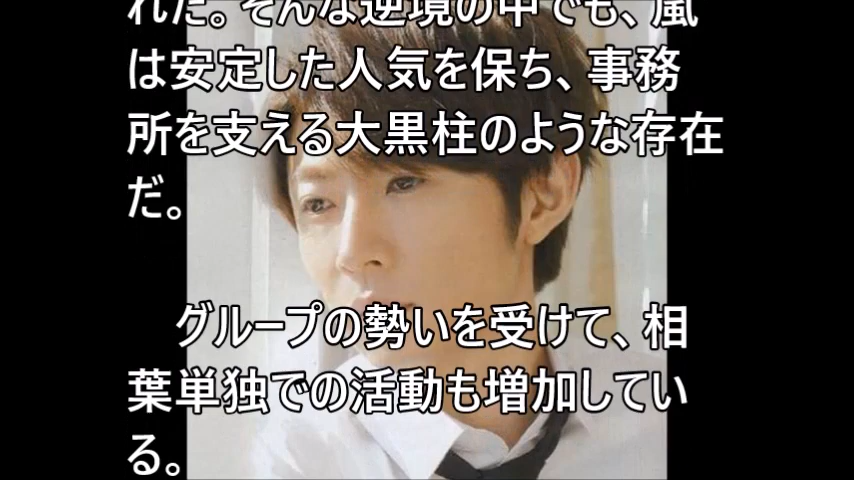 れた。そんな逆境の中でも、嵐
は安定した人気を保ち、事務
所を支える大黒柱のような存在
だ。
グループの勢いを受けて、相
葉単独での活動も増加してい
る。